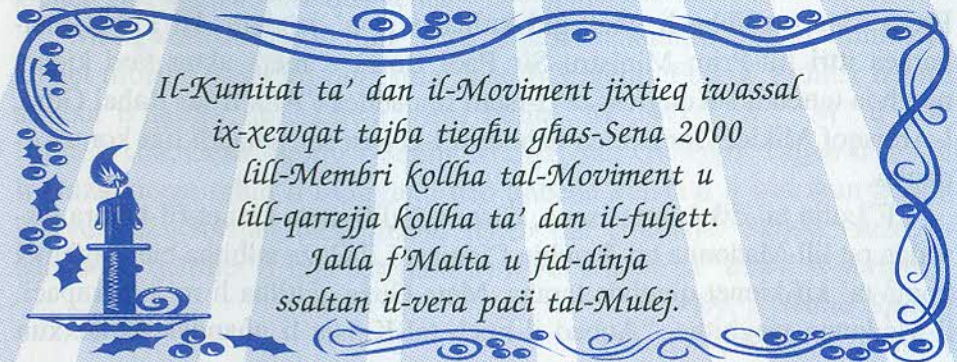 Il-Kumitat ta' dan il-Moviment jixtieq iwassal
ix-xewqat tajba tiegħu għas-Sena 2000
lill-Membri kollha tal-Moviment u
lill-qarrejja kollha ta' dan il-fuljett.
Jalla f'Malta u fid-dinja
ssaltan il-vera paċi tal-Mulej.